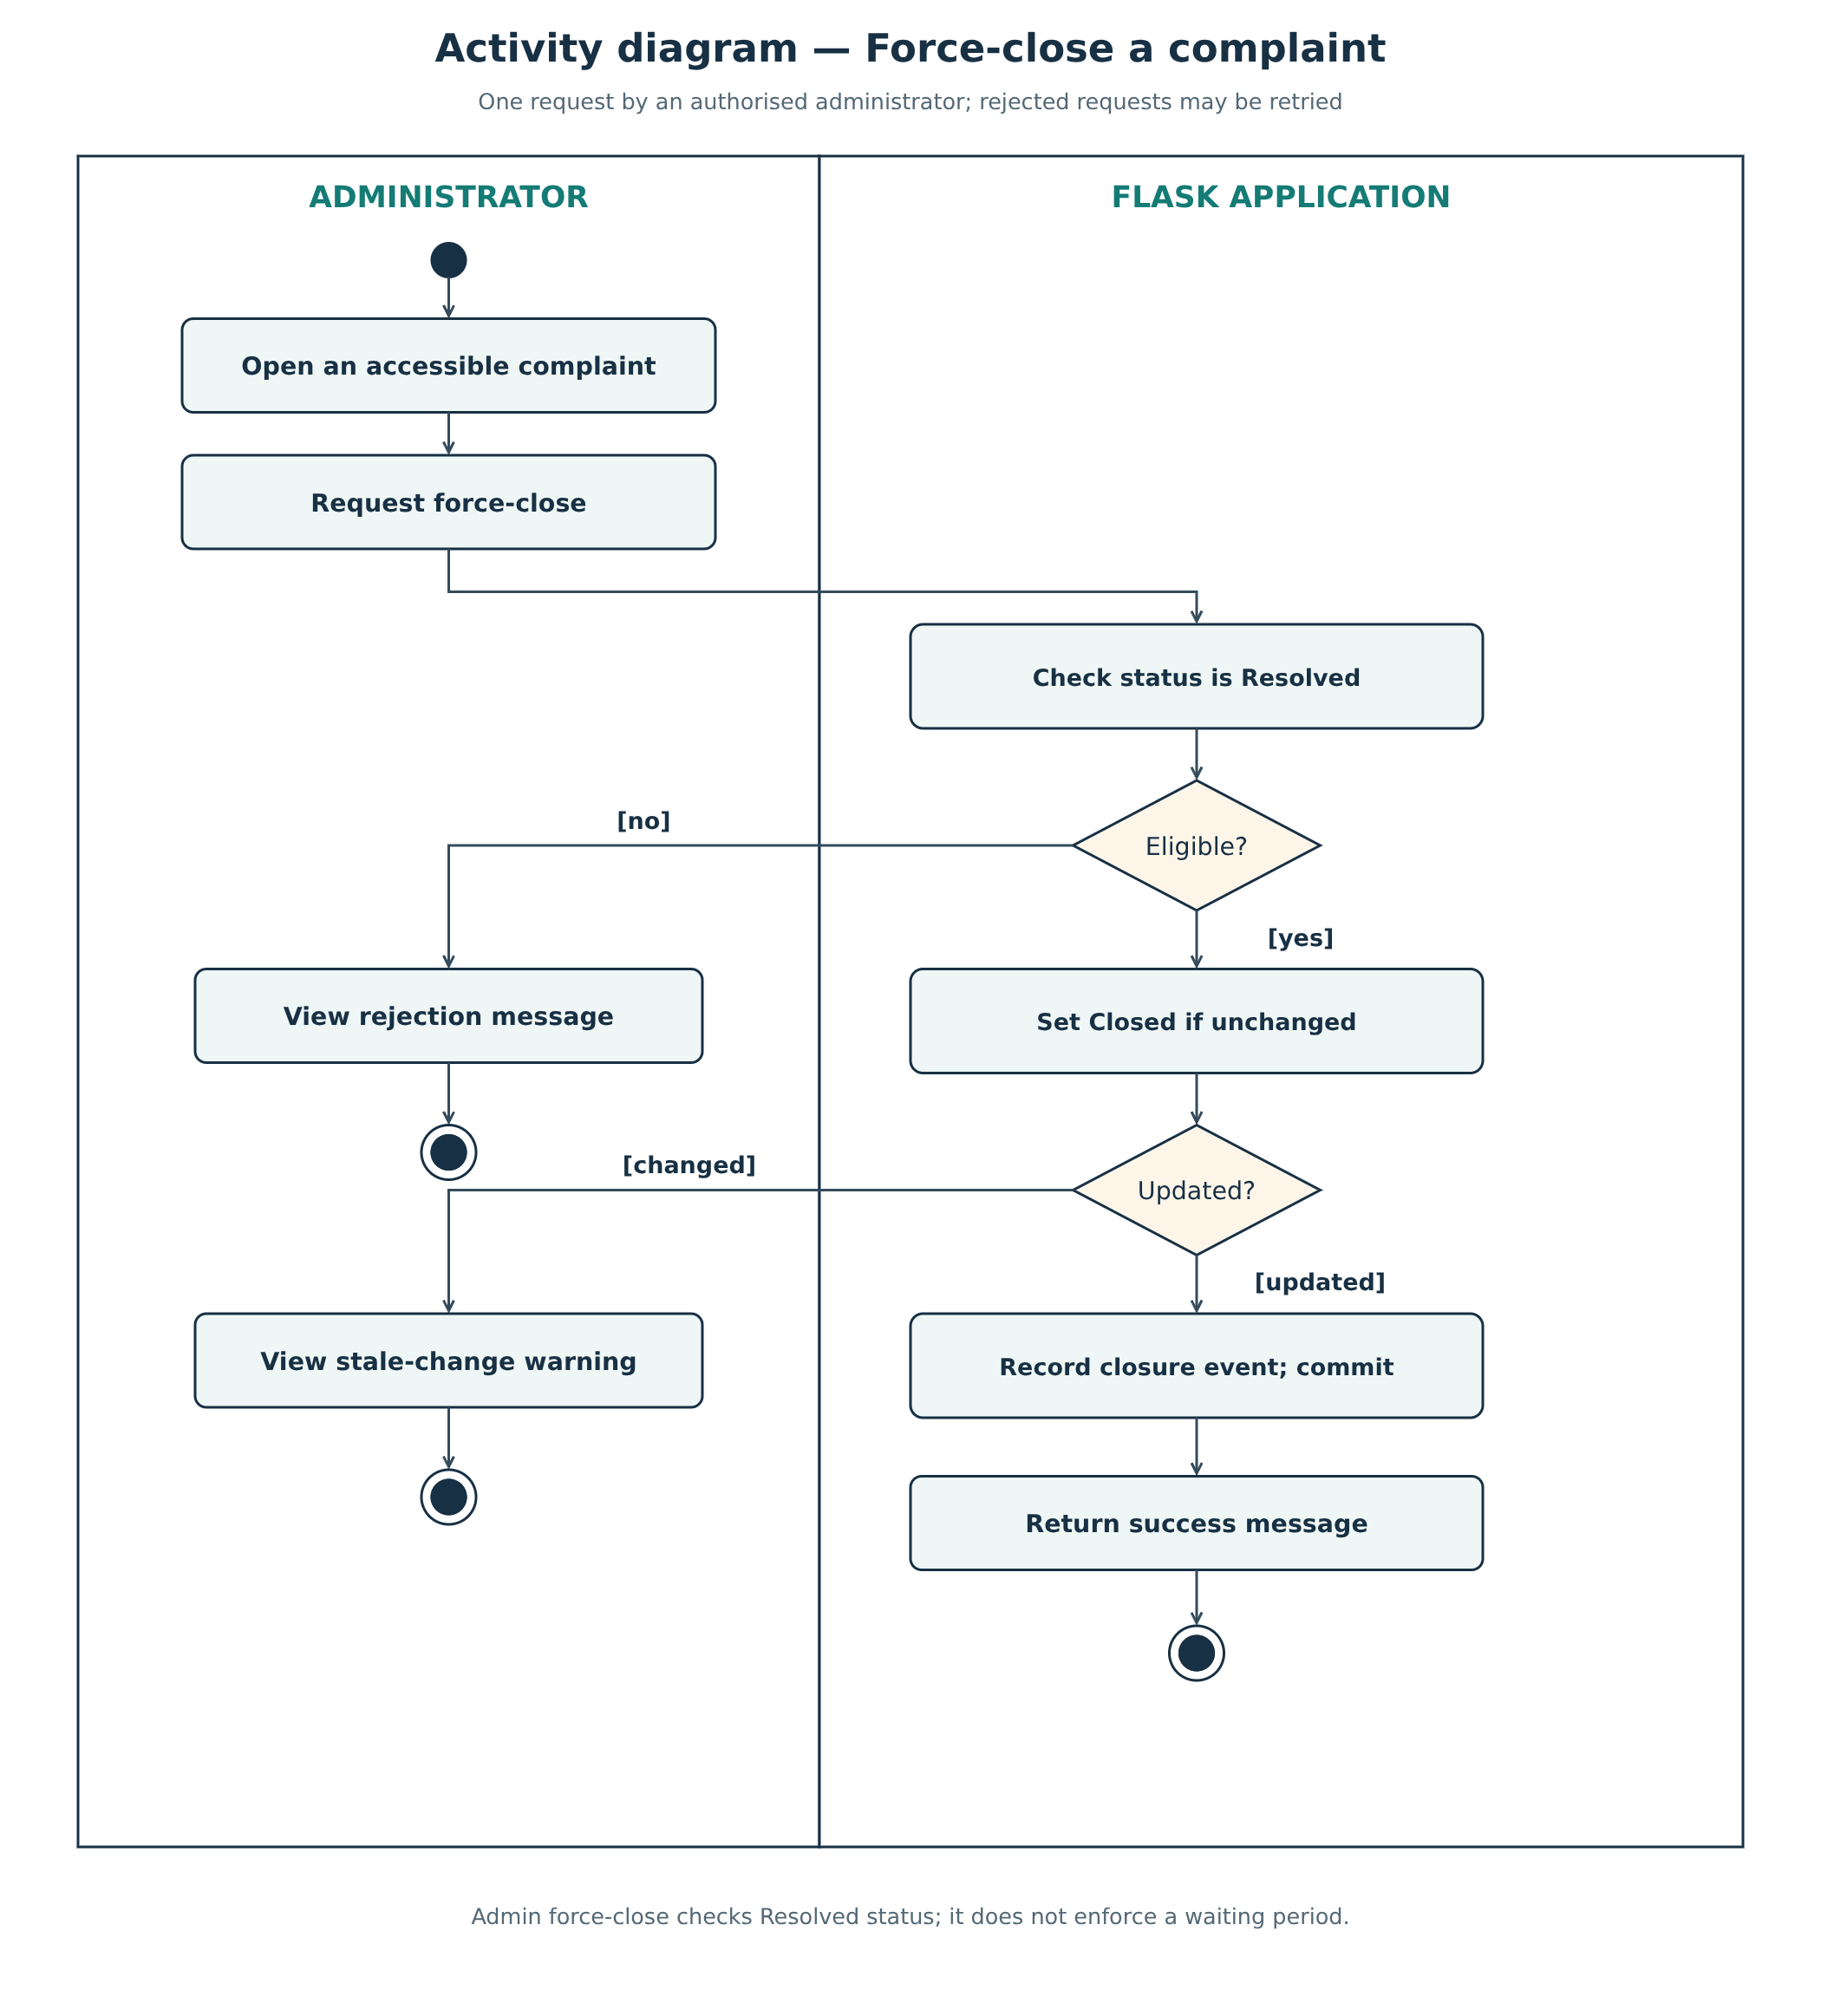 Activity diagram — Force-close a complaint
One request by an authorised administrator; rejected requests may be retried
ADMINISTRATOR
FLASK APPLICATION
Open an accessible complaint
Request force-close
Check status is Resolved
[no]
Eligible?
[yes]
View rejection message
Set Closed if unchanged
[changed]
Updated?
[updated]
View stale-change warning
Record closure event; commit
Return success message
Admin force-close checks Resolved status; it does not enforce a waiting period.